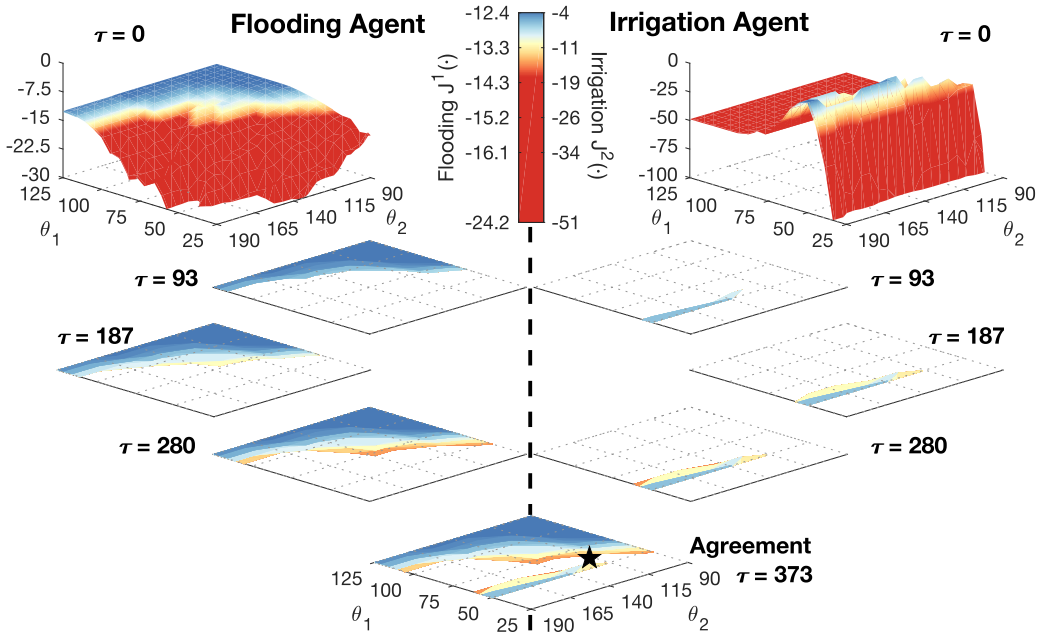 Flooding Agent
Irrigation Agent
τ = 0
τ = 0
0
-7.5
-15
-22.5
-30
125
100
75
50
25
θ1
190
165
140
115
90
θ2
-12.4
-13.3
-14.3
-15.2
-16.1
-24.2
Flooding J¹(·)
-4
-11
-19
-26
-34
-51
Irrigation J²(·)
0
-25
-50
-75
-100
125
100
75
50
25
θ1
190
165
140
115
90
θ2
τ = 93
τ = 93
τ = 187
τ = 187
τ = 280
τ = 280
Agreement
τ = 373
125
100
75
50
25
θ1
190
165
140
115
90
θ2